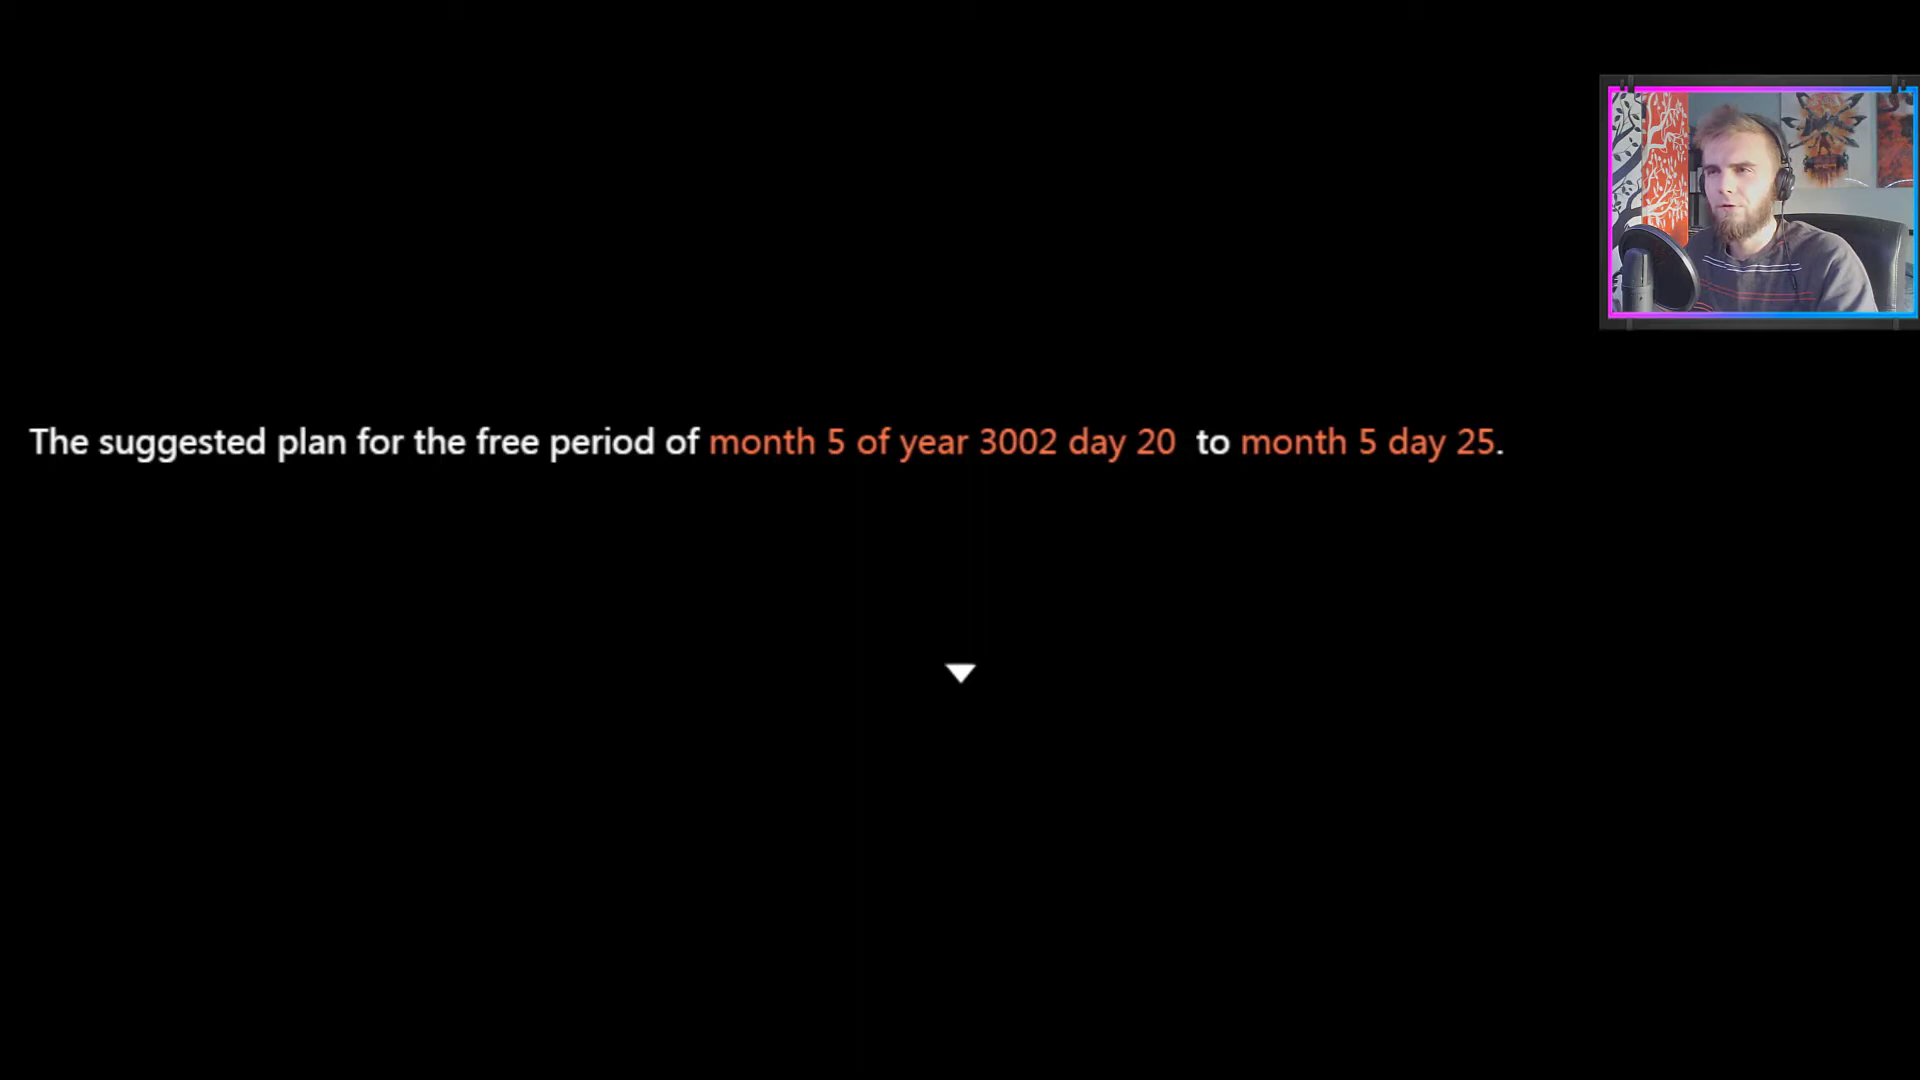 The suggested plan for the free period of month 5 of year 3002 day 20 to month 5 day 25.